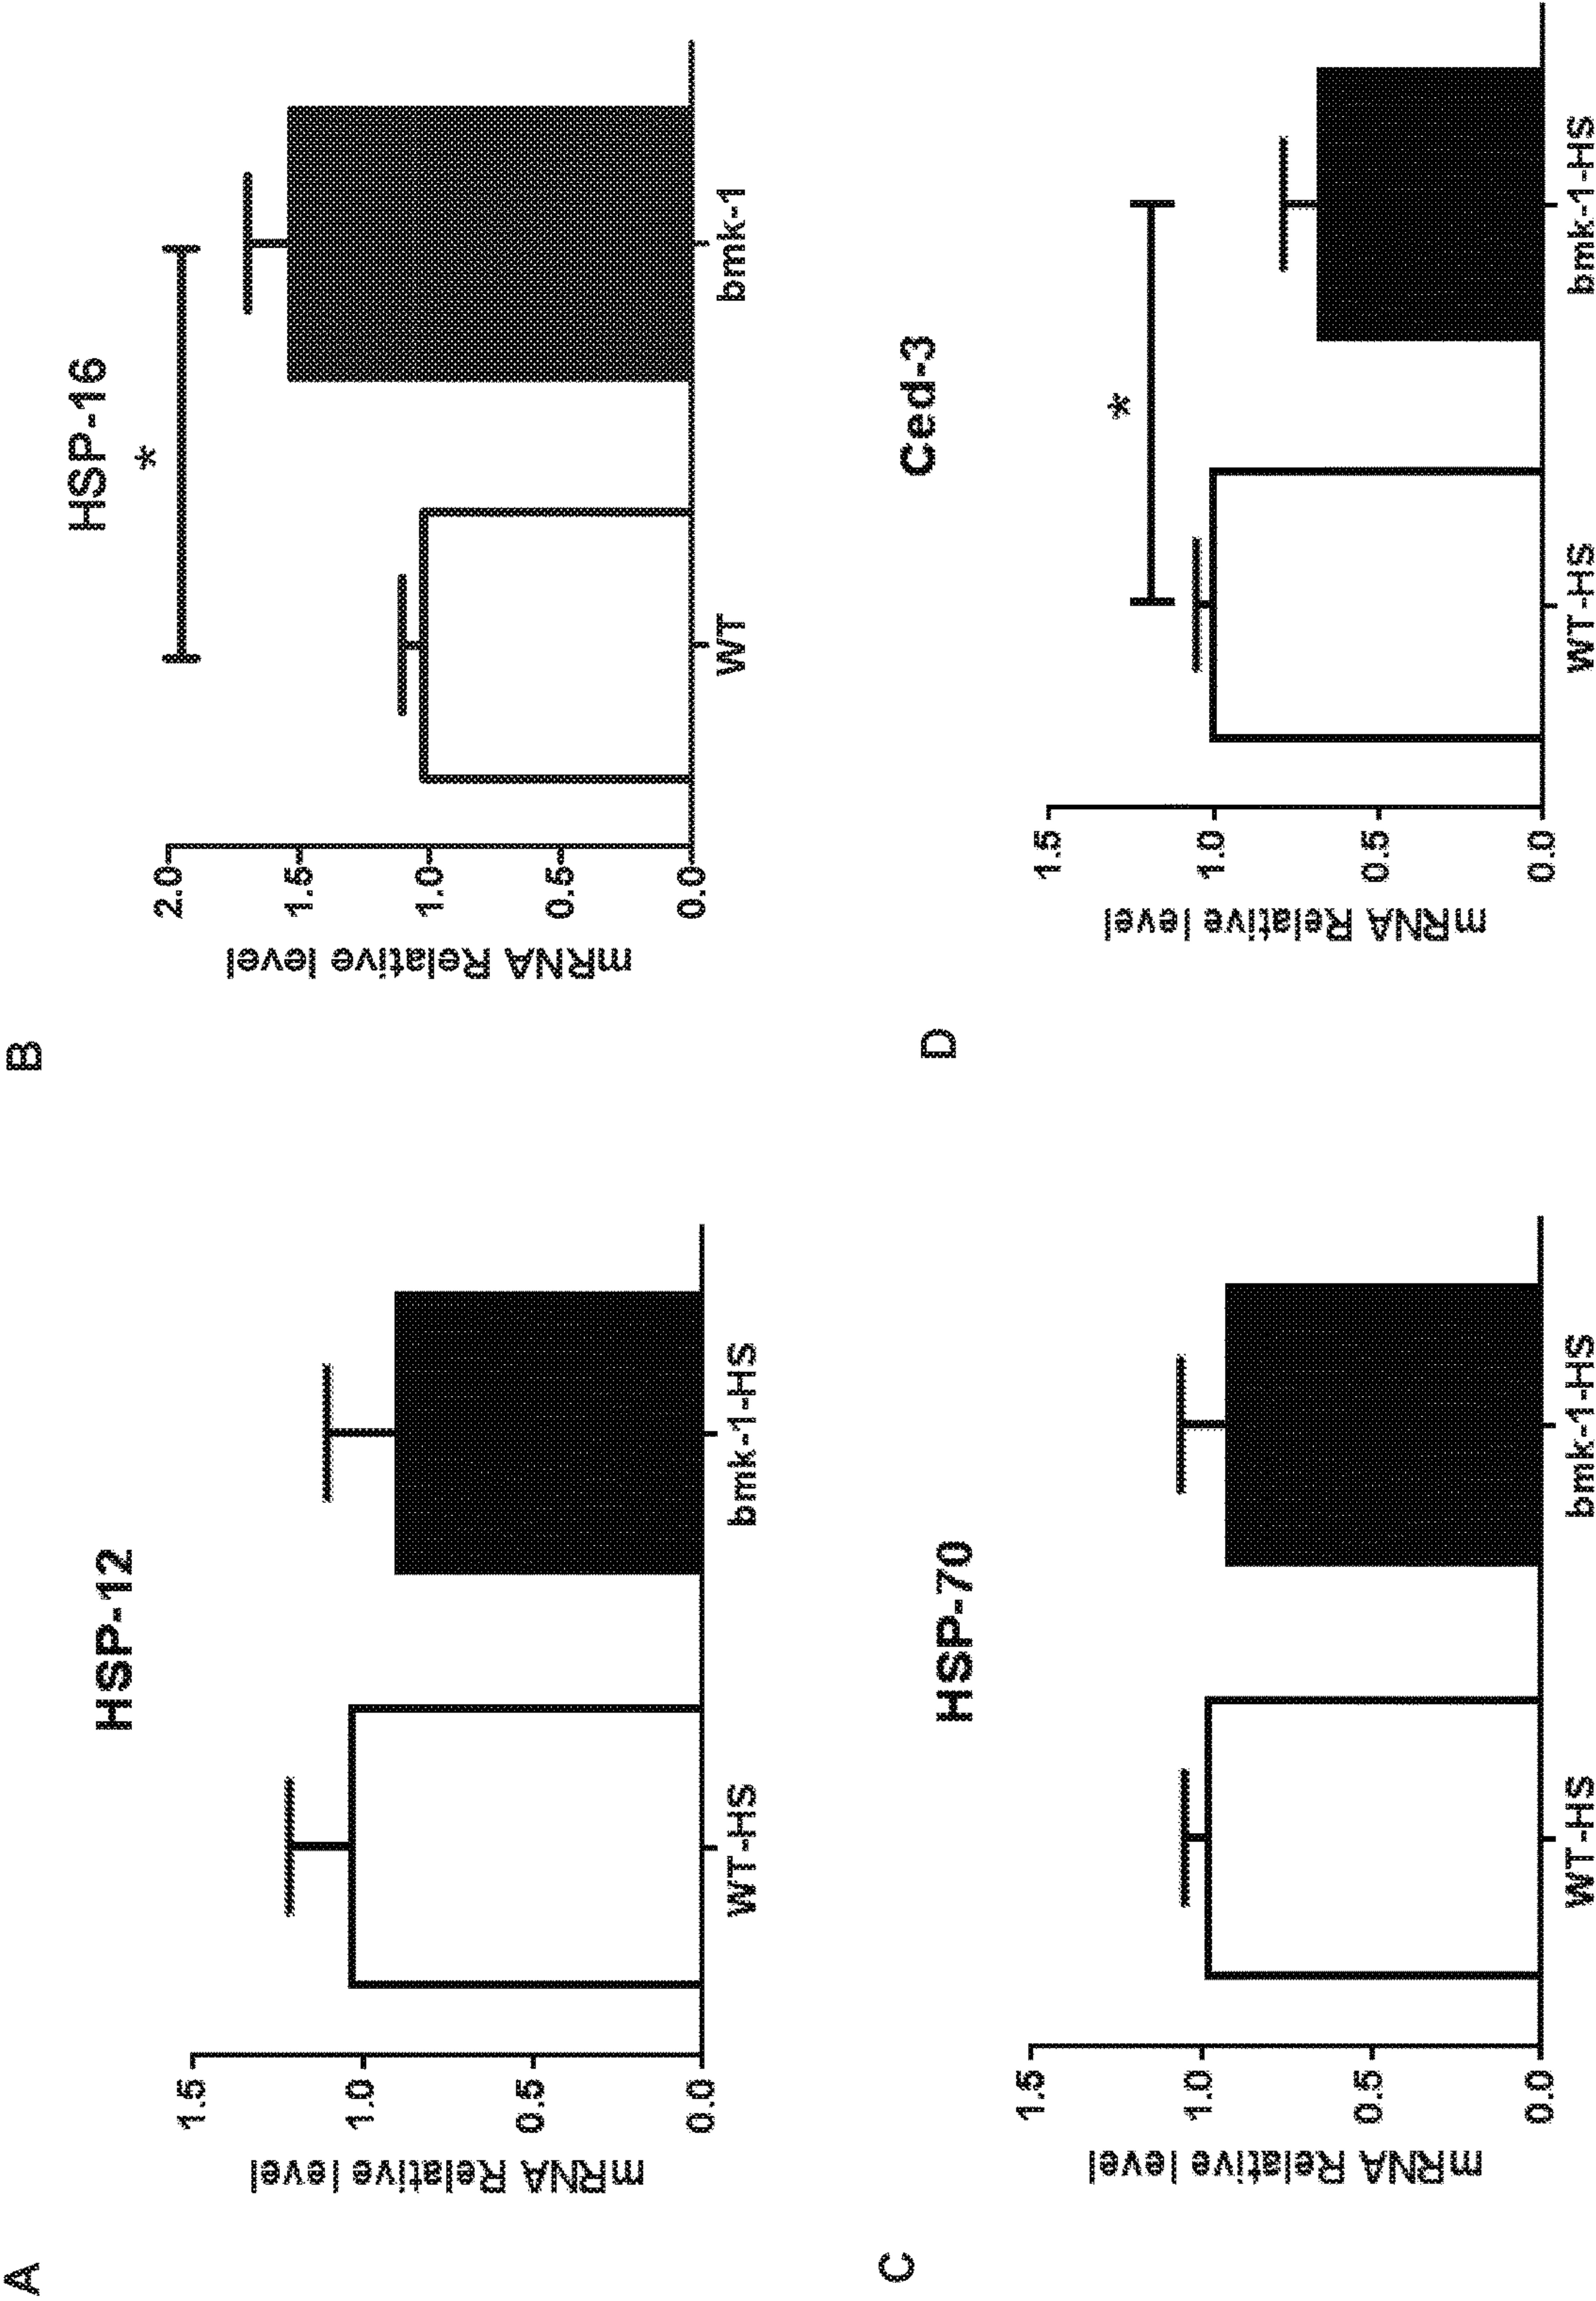 A
HSP-12
mRNA Relative level
1.5
1.0
0.5
0.0
WT-HS
bmk-1-HS
B
HSP-16
*
mRNA Relative level
2.0
1.5
1.0
0.5
0.0
WT
bmk-1
C
HSP-70
mRNA Relative level
1.5
1.0
0.5
0.0
WT-HS
bmk-1-HS
D
Ced-3
*
mRNA Relative level
1.5
1.0
0.5
0.0
WT-HS
bmk-1-HS